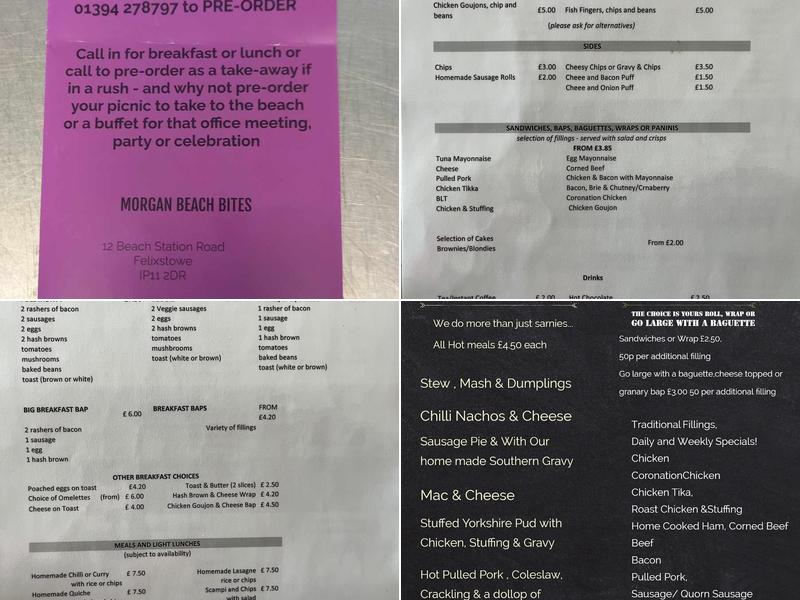 01394 278797 to PRE-ORDER
Call in for breakfast or lunch or
call to pre-order as a take-away if
in a rush - and why not pre-order
your picnic to take to the beach
or a buffet for that office meeting,
party or celebration
MORGAN BEACH BITES
12 Beach Station Road
Felixstowe
IP11 2DR
Chicken Goujons, chip and beans £5.00 Fish Fingers, chips and beans £5.00
(please ask for alternatives)
SIDES
Chips £3.00 Cheesy Chips or Gravy & Chips £3.50
Homemade Sausage Rolls £2.00 Chee and Bacon Puff £1.50
Chee and Onion Puff £1.50
SANDWICHES, BAPS, BAGUETTES, WRAPS OR PANINIS
selection of fillings - served with salad and crisps
FROM £3.85
Tuna Mayonnaise Egg Mayonnaise
Cheese Corned Beef
Pulled Pork Chicken & Bacon with Mayonnaise
Chicken Tikka Bacon, Brie & Chutney/Crnaberry
BLT Coronation Chicken
Chicken & Stuffing Chicken Goujon
Selection of Cakes From £2.00
Brownies/Blondies
Drinks
Tea/Instant Coffee £ 2.00 Hot Chocolate £2.50
2 rashers of bacon 2 Veggie sausages 1 rasher of bacon
2 sausages 2 eggs 1 sausage
2 eggs 2 hash browns 1 egg
2 hash browns tomatoes 1 hash brown
tomatoes mushbrooms tomatoes
mushrooms toast (white or brown) baked beans
baked beans toast (white or brown)
toast (brown or white)
BIG BREAKFAST BAP £ 6.00 BREAKFAST BAPS FROM
£4.20
2 rashers of bacon Variety of fillings
1 sausage
1 egg
1 hash brown
OTHER BREAKFAST CHOICES
Poached eggs on toast £4.20 Toast & Butter (2 slices) £ 2.50
Choice of Omelettes (from) £ 6.00 Hash Brown & Cheese Wrap £ 4.20
Cheese on Toast £ 4.00 Chicken Goujon & Cheese Bap £ 4.50
MEALS AND LIGHT LUNCHES
(subject to availability)
Homemade Chilli or Curry £ 7.50 Homemade Lasagne £ 7.50
with rice or chips rice or chips
Homemade Quiche £ 7.50 Scampi and Chips £ 7.50
with salad
We do more than just sarnies...
All Hot meals £4.50 each
Stew , Mash & Dumplings
Chilli Nachos & Cheese
Sausage Pie & With Our
home made Southern Gravy
Mac & Cheese
Stuffed Yorkshire Pud with
Chicken, Stuffing & Gravy
Hot Pulled Pork , Coleslaw,
Crackling & a dollop of
THE CHOICE IS YOURS ROLL, WRAP OR
GO LARGE WITH A BAGUETTE
Sandwiches or Wrap £2.50,
50p per additional filling
Go large with a baguette,cheese topped or
granary bap £3.00 50 per additional filling
Traditional Fillings,
Daily and Weekly Specials!
Chicken
CoronationChicken
Chicken Tika,
Roast Chicken &Stuffing
Home Cooked Ham, Corned Beef
Beef
Bacon
Pulled Pork,
Sausage/ Quorn Sausage